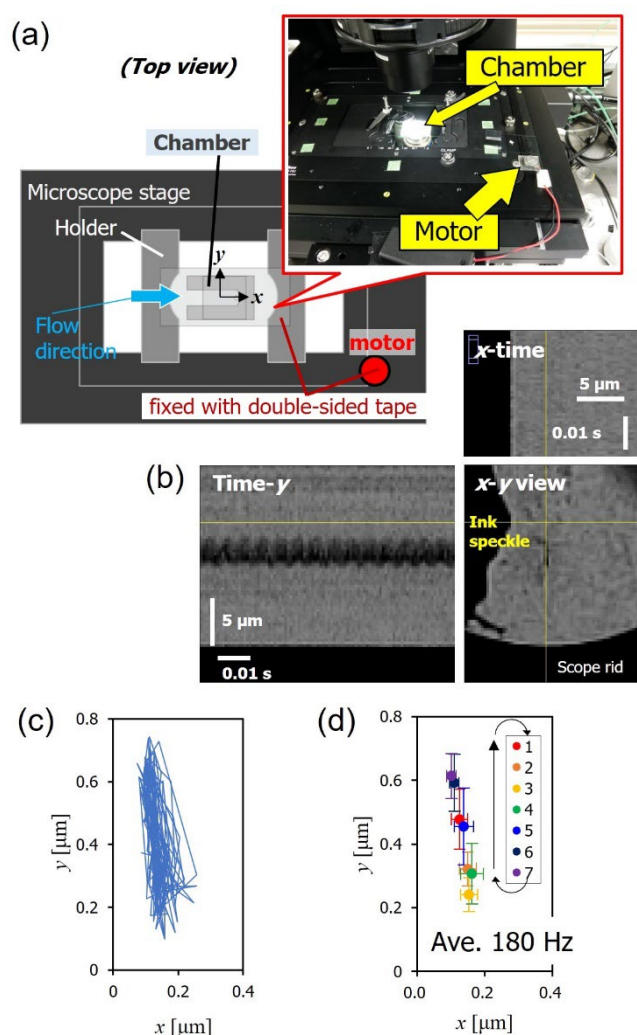 (a)
(Top view)
Chamber
Motor
Chamber
Microscope stage
Holder
y
x
Flow
direction
motor
fixed with double-sided tape
x-time
5 µm
0.01 s
(b)
Time-y
5 µm
0.01 s
x-y view
Ink
speckle
Scope rid
(c)
0.8
0.6
0.4
0.2
0
0
0.2
0.4
y [µm]
x [µm]
(d)
0.8
0.6
0.4
0.2
0.0
0
0.2
0.4
y [µm]
x [µm]
1
2
3
4
5
6
7
Ave. 180 Hz